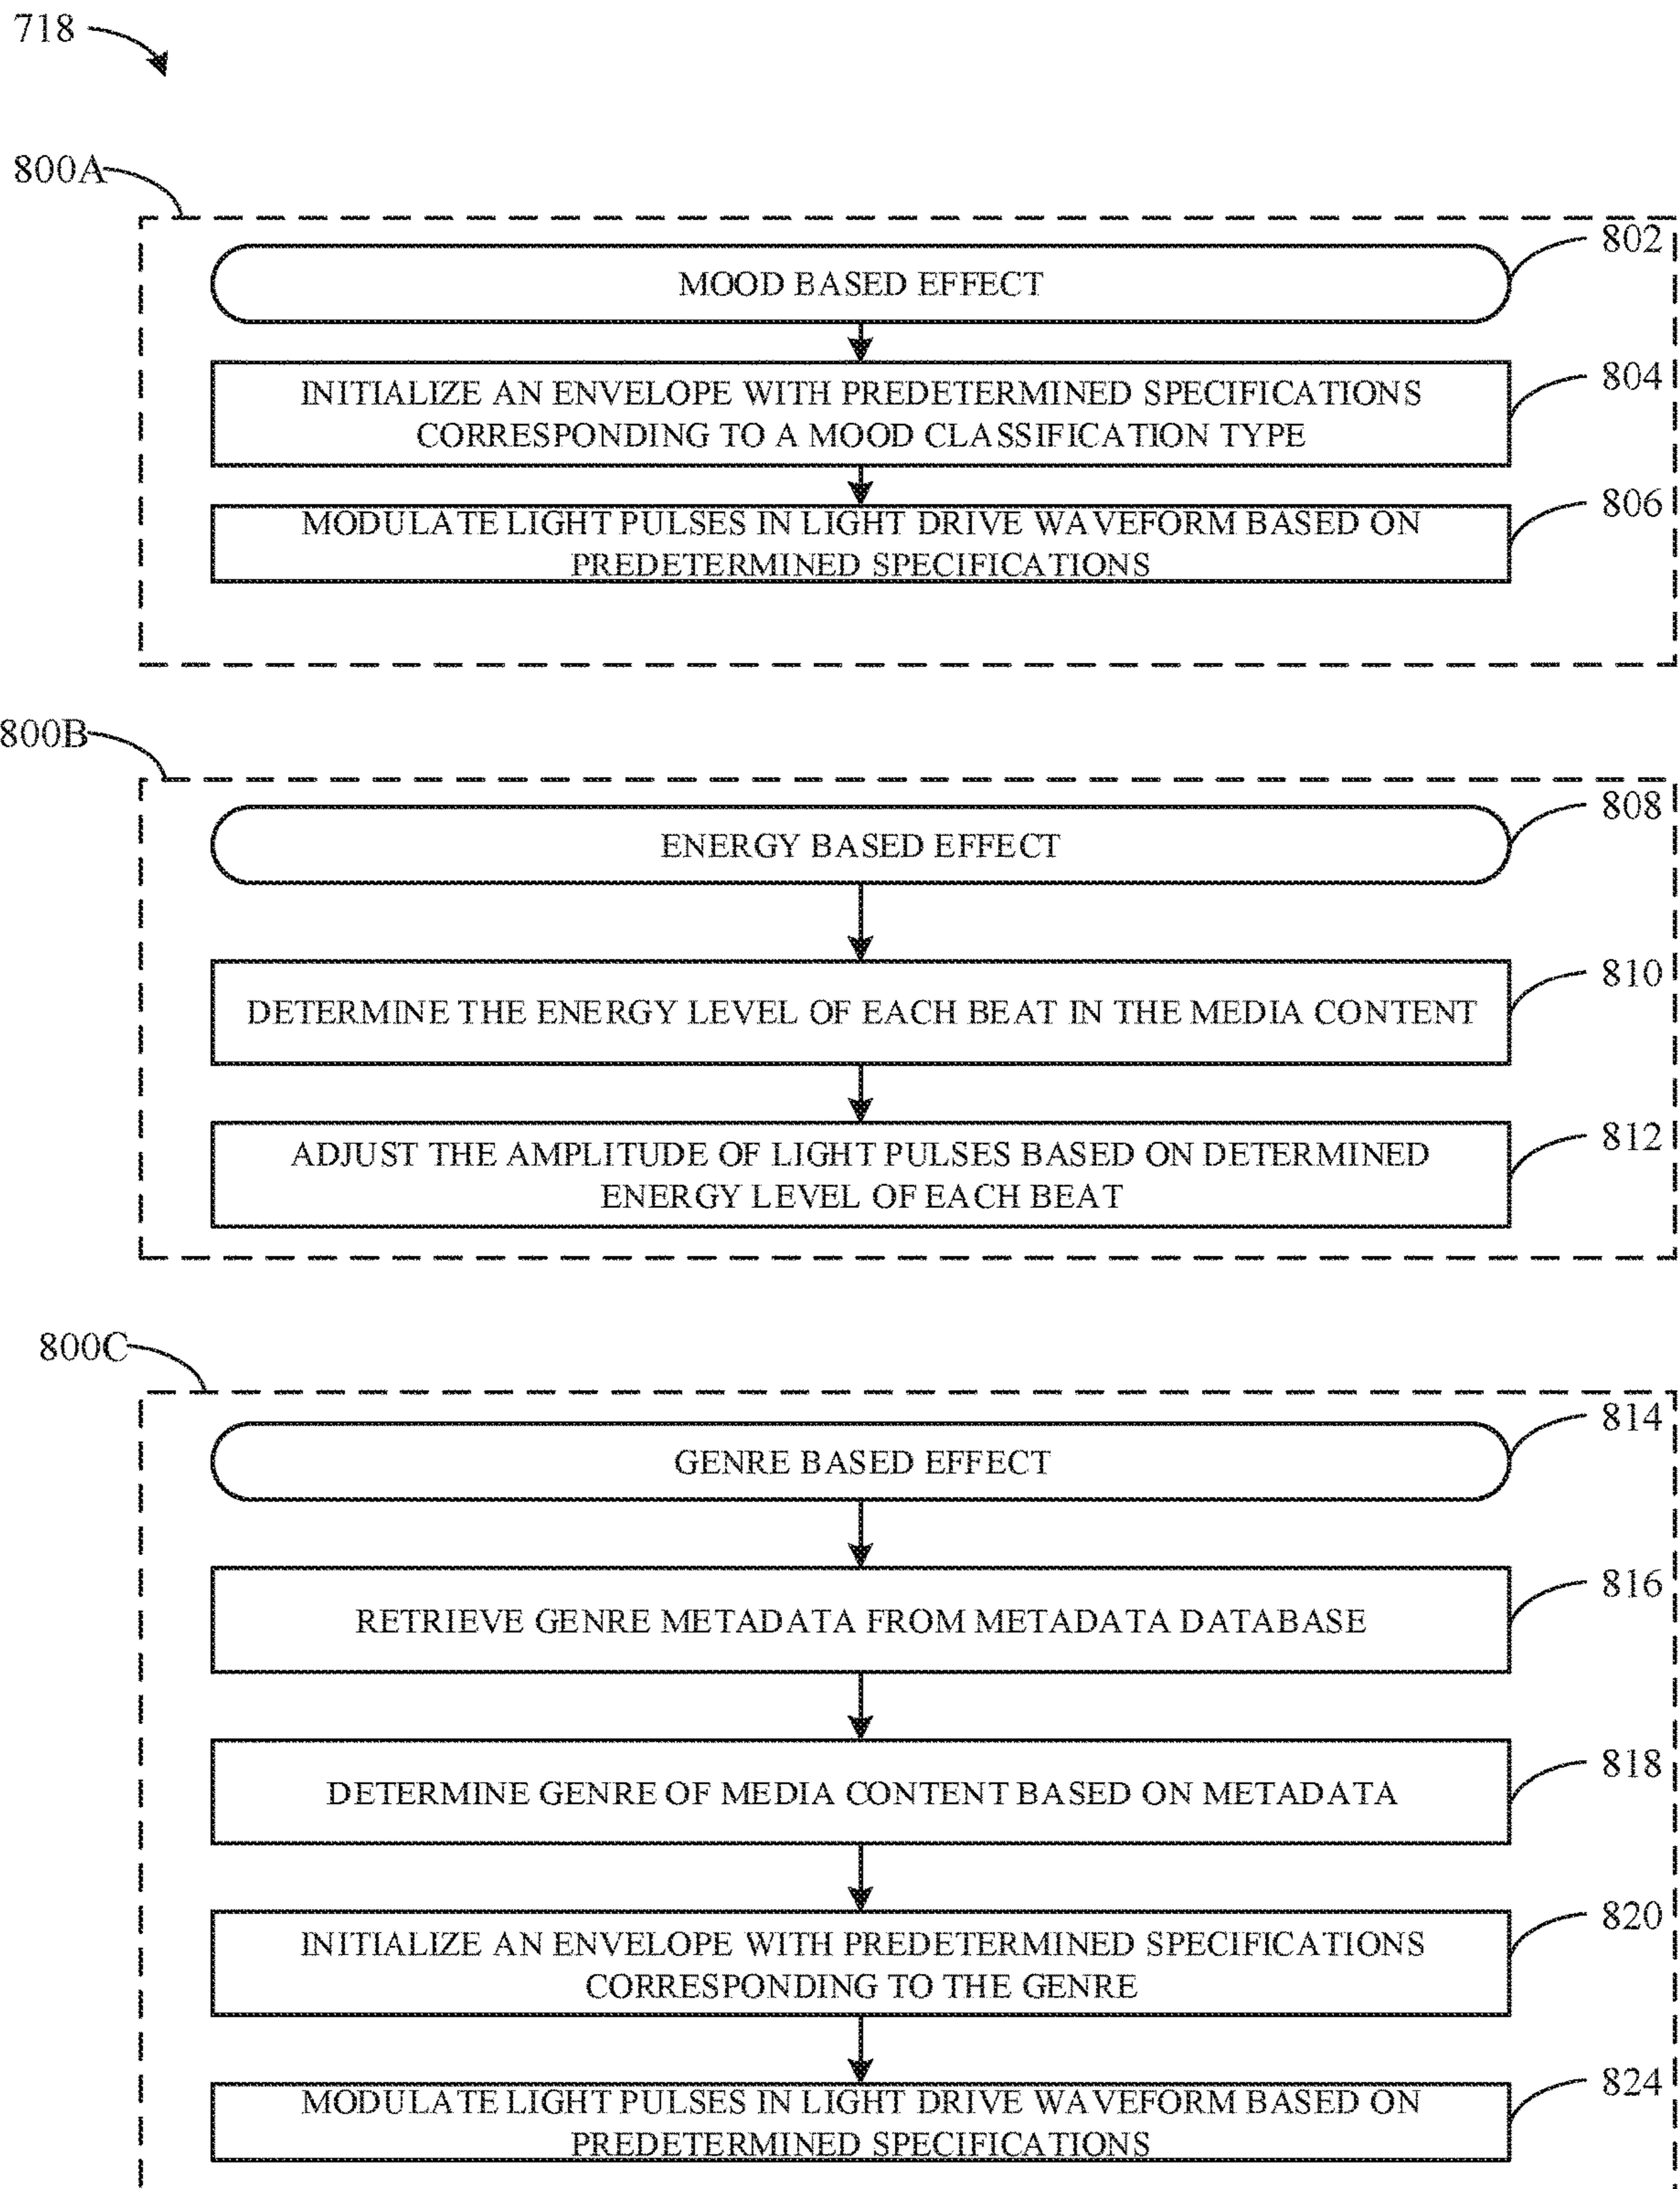 718
800A
802
MOOD BASED EFFECT
804
INITIALIZE AN ENVELOPE WITH PREDETERMINED SPECIFICATIONS
CORRESPONDING TO A MOOD CLASSIFICATION TYPE
806
MODULATE LIGHT PULSES IN LIGHT DRIVE WAVEFORM BASED ON
PREDETERMINED SPECIFICATIONS
800B
808
ENERGY BASED EFFECT
810
DETERMINE THE ENERGY LEVEL OF EACH BEAT IN THE MEDIA CONTENT
812
ADJUST THE AMPLITUDE OF LIGHT PULSES BASED ON DETERMINED
ENERGY LEVEL OF EACH BEAT
800C
814
GENRE BASED EFFECT
816
RETRIEVE GENRE METADATA FROM METADATA DATABASE
818
DETERMINE GENRE OF MEDIA CONTENT BASED ON METADATA
820
INITIALIZE AN ENVELOPE WITH PREDETERMINED SPECIFICATIONS
CORRESPONDING TO THE GENRE
824
MODULATE LIGHT PULSES IN LIGHT DRIVE WAVEFORM BASED ON
PREDETERMINED SPECIFICATIONS